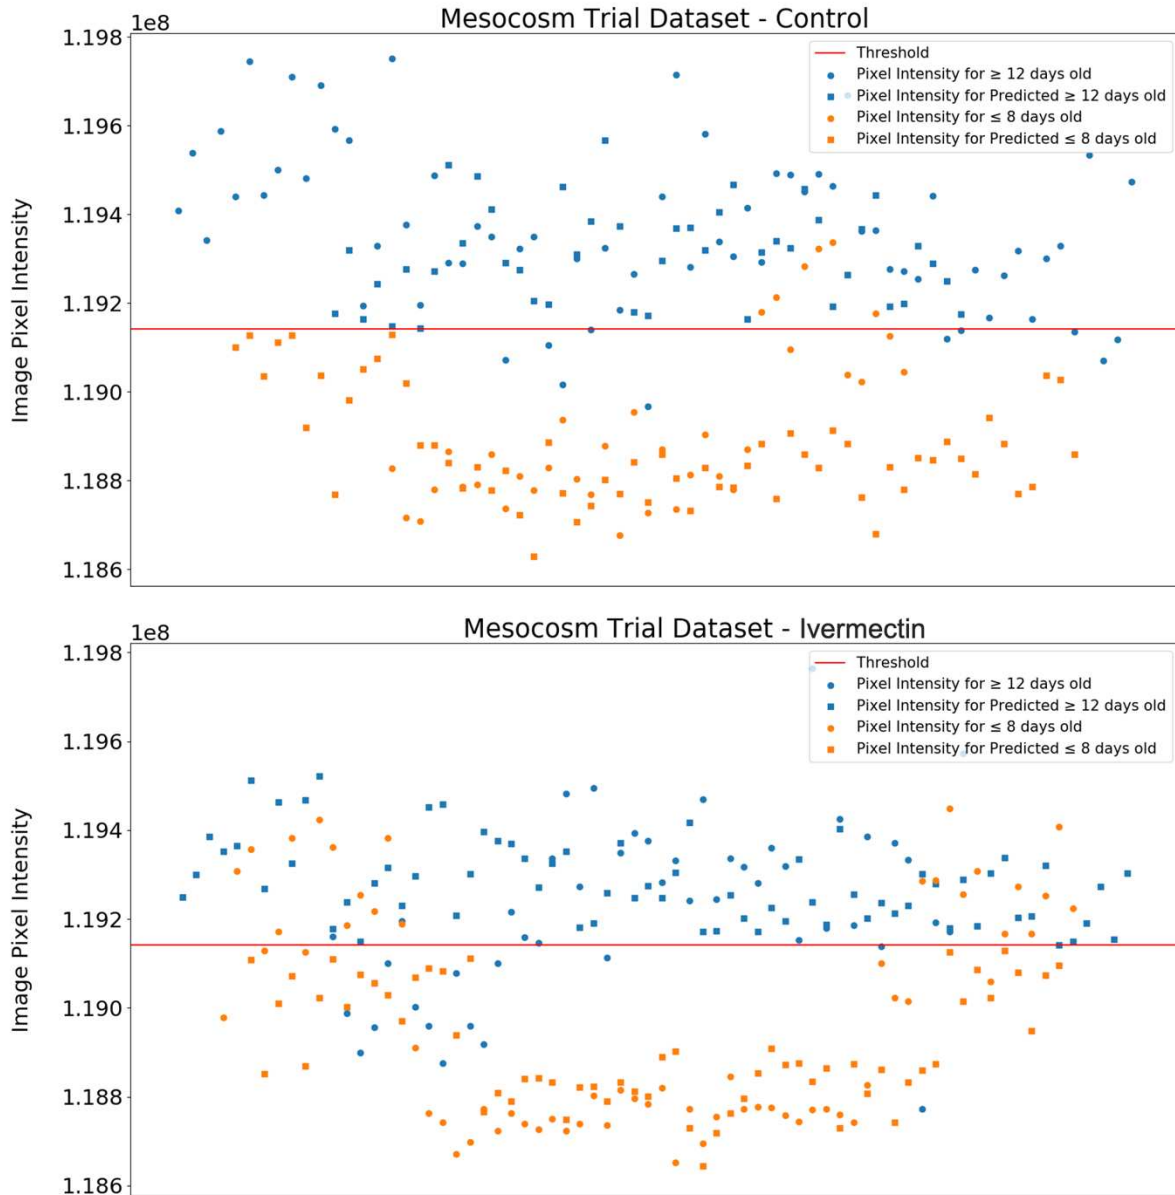 Mesocosm Trial Dataset - Control
1e8
1.198
1.196
1.194
1.192
1.190
1.188
1.186
Image Pixel Intensity
Threshold
Pixel Intensity for ≥ 12 days old
Pixel Intensity for Predicted ≥ 12 days old
Pixel Intensity for ≤ 8 days old
Pixel Intensity for Predicted ≤ 8 days old
Mesocosm Trial Dataset - Ivermectin
1e8
1.198
1.196
1.194
1.192
1.190
1.188
1.186
Image Pixel Intensity
Threshold
Pixel Intensity for ≥ 12 days old
Pixel Intensity for Predicted ≥ 12 days old
Pixel Intensity for ≤ 8 days old
Pixel Intensity for Predicted ≤ 8 days old